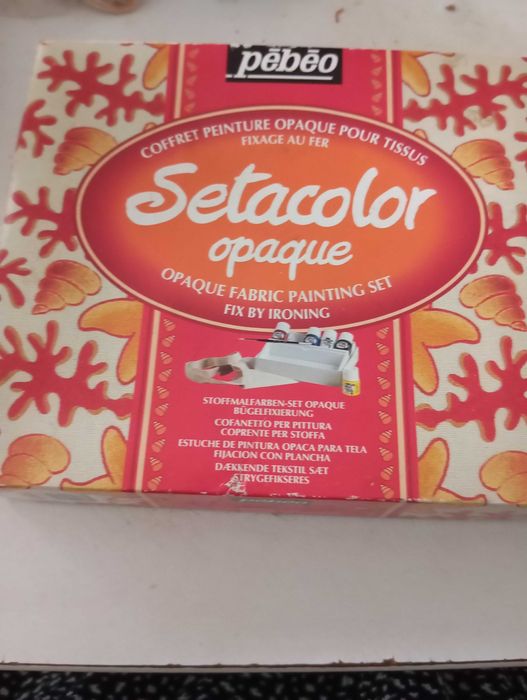 pēbēo
COFFRET PEINTURE OPAQUE POUR TISSUS
FIXAGE AU FER
Setacolor
opaque
OPAQUE FABRIC PAINTING SET
FIX BY IRONING
STOFFMALFARBEN-SET OPAQUE
BÜGELFIXIERUNG
COFANETTO PER PITTURA
COPRENTE PER STOFFA
ESTUCHE DE PINTURA OPACA PARA TELA
FIJACION CON PLANCHA
DÆKKENDE TEKSTIL SÆT
STRYGEFIKSERES